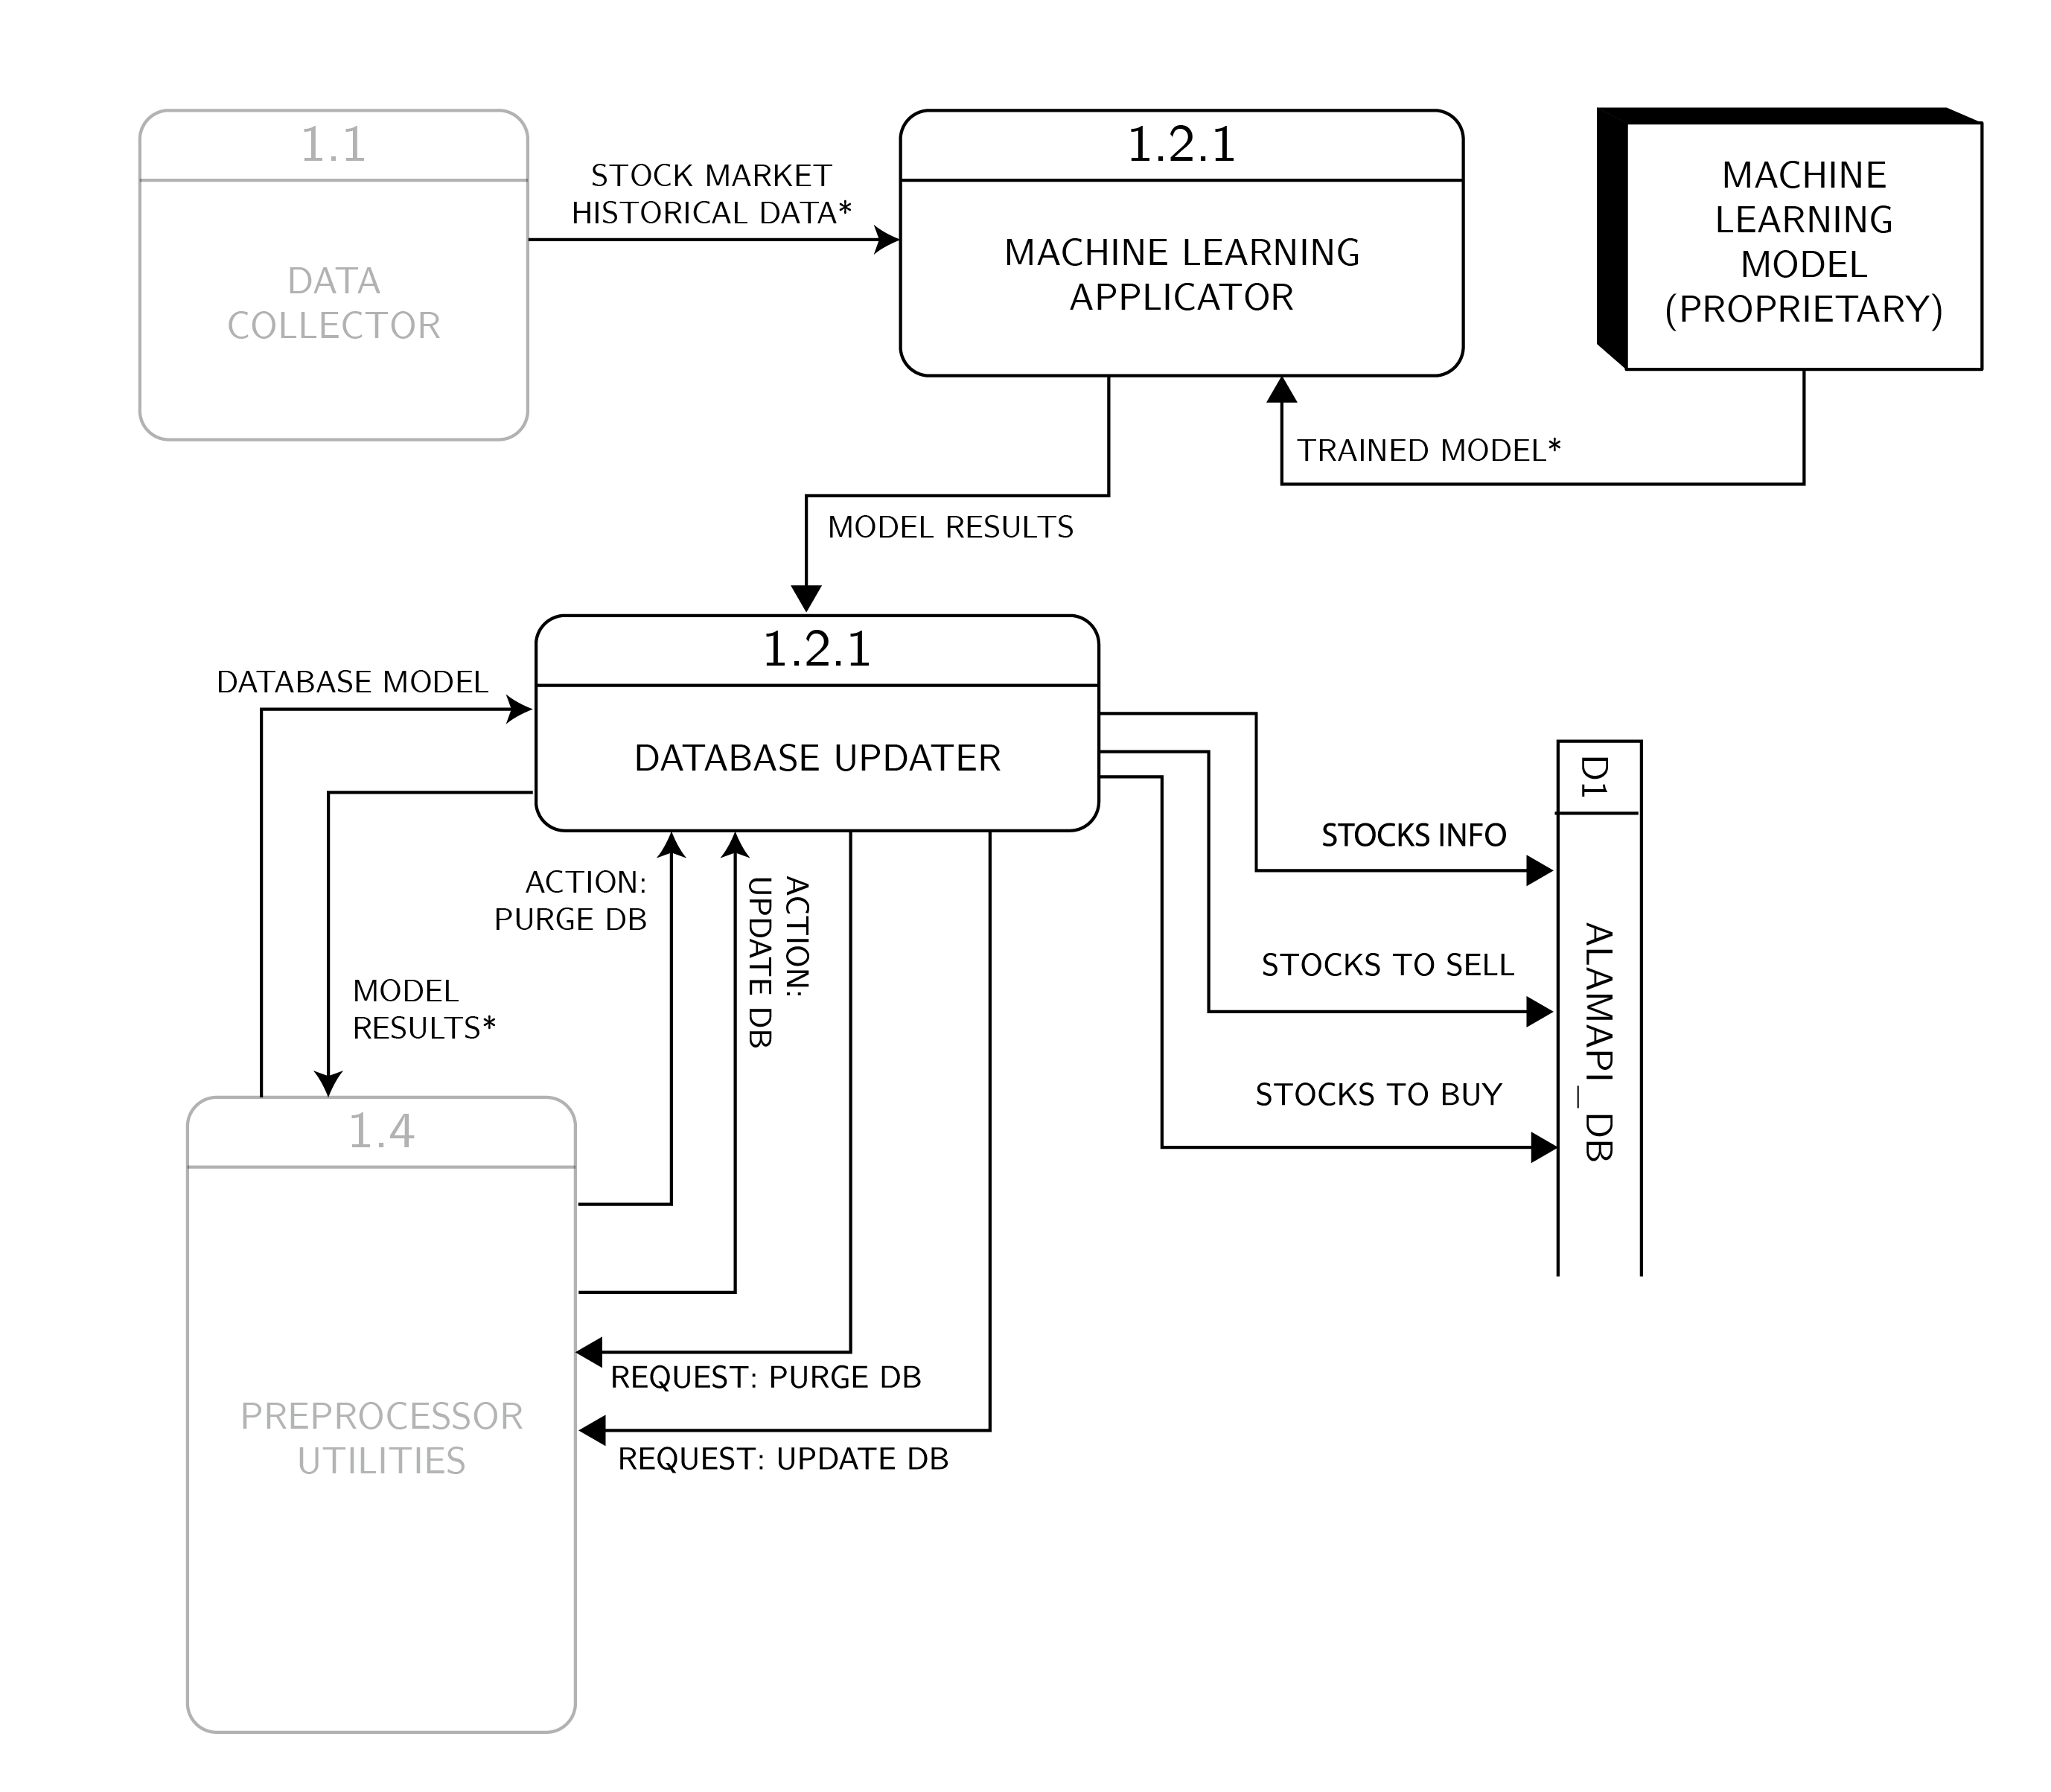 1.1
DATA
COLLECTOR
STOCK MARKET
HISTORICAL DATA*
1.2.1
MACHINE LEARNING
APPLICATOR
MACHINE
LEARNING
MODEL
(PROPRIETARY)
TRAINED MODEL*
MODEL RESULTS
1.2.1
DATABASE UPDATER
DATABASE MODEL
MODEL
RESULTS*
ACTION:
PURGE DB
ACTION:
UPDATE DB
STOCKS INFO
STOCKS TO SELL
STOCKS TO BUY
D1
ALAMAPI_DB
1.4
PREPROCESSOR
UTILITIES
REQUEST: PURGE DB
REQUEST: UPDATE DB